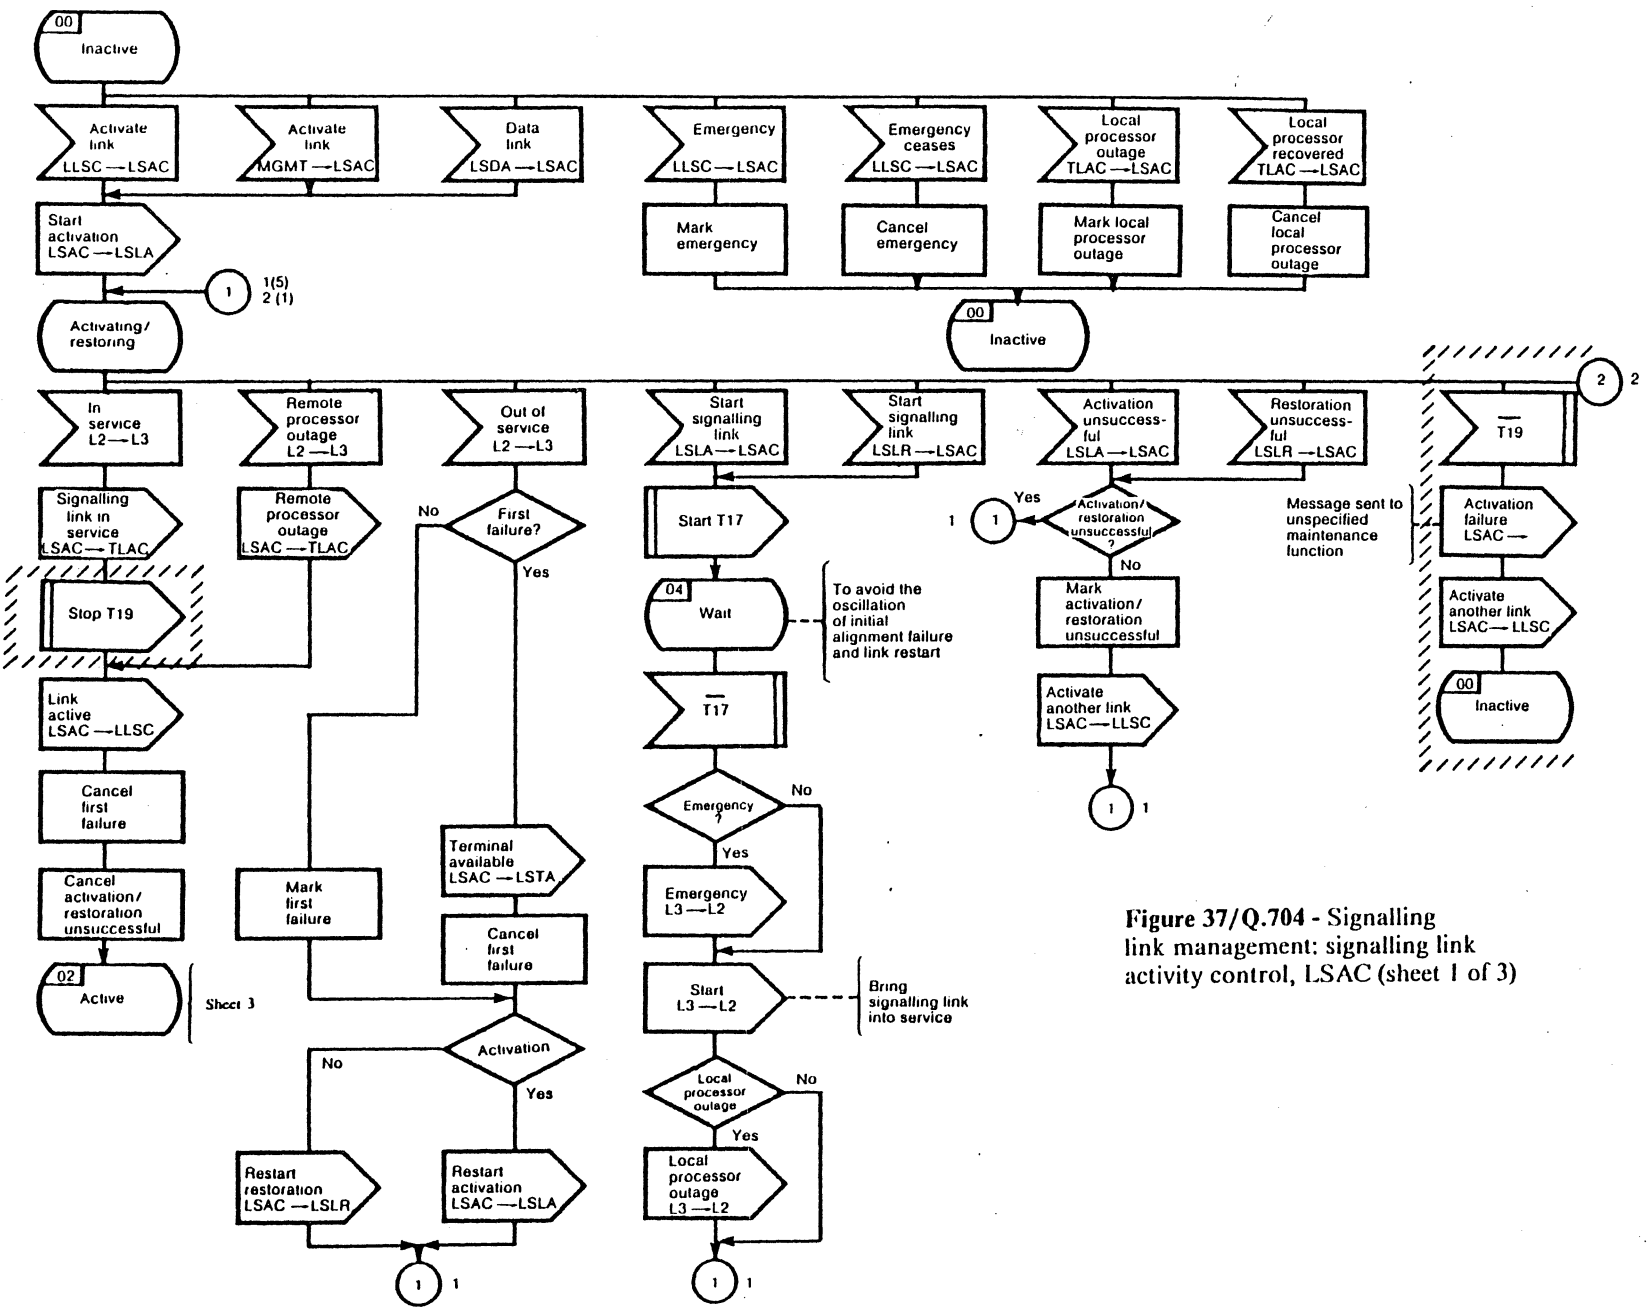 00
Inactive
Activate
link
LLSC → LSAC
Activate
link
MGMT → LSAC
Data
link
LSDA → LSAC
Emergency
LLSC → LSAC
Emergency
ceases
LLSC → LSAC
Local
processor
outage
TLAC → LSAC
Local
processor
recovered
TLAC → LSAC
Start
activation
LSAC → LSLA
Mark
emergency
Cancel
emergency
Mark local
processor
outage
Cancel
local
processor
outage
1
1(5)
2 (1)
00
Inactive
Activating/
restoring
2
2
In
service
L2 → L3
Remote
processor
outage
L2 → L3
Out of
service
L2 → L3
Start
signalling
link
LSLA → LSAC
Start
signalling
link
LSLR → LSAC
Activation
unsuccess-
ful
LSLA → LSAC
Restoration
unsuccess-
ful
LSLR → LSAC
T19
Signalling
link in
service
LSAC → TLAC
Remote
processor
outage
LSAC → TLAC
No
First
failure?
Yes
Start T17
1
1
Yes
Activation/
restoration
unsuccessful
?
No
Message sent to
unspecified
maintenance
function
Activation
failure
LSAC →
Stop T19
04
Wait
To avoid the
oscillation
of initial
alignment failure
and link restart
Mark
activation/
restoration
unsuccessful
Activate
another link
LSAC → LLSC
Link
active
LSAC → LLSC
T17
Activate
another link
LSAC → LLSC
00
Inactive
Cancel
first
failure
Emergency
?
No
Yes
1
1
Terminal
available
LSAC → LSTA
Cancel
activation/
restoration
unsuccessful
Mark
first
failure
Cancel
first
failure
Emergency
L3 → L2
02
Active
Sheet 3
Start
L3 → L2
Bring
signalling link
into service
Figure 37/Q.704 - Signalling
link management; signalling link
activity control, LSAC (sheet 1 of 3)
No
Activation
Yes
Local
processor
outage
No
Yes
Restart
restoration
LSAC → LSLR
Restart
activation
LSAC → LSLA
Local
processor
outage
L3 → L2
1
1
1
1